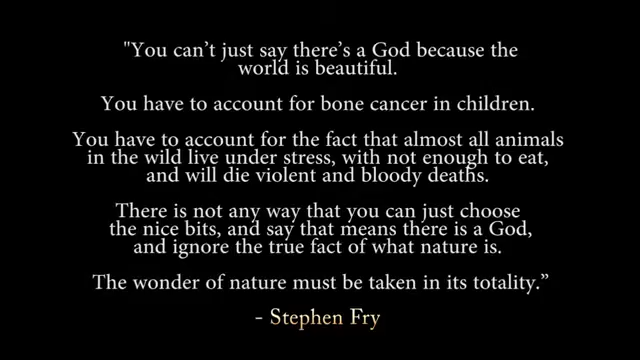 "You can’t just say there’s a God because the
world is beautiful.
You have to account for bone cancer in children.
You have to account for the fact that almost all animals
in the wild live under stress, with not enough to eat,
and will die violent and bloody deaths.
There is not any way that you can just choose
the nice bits, and say that means there is a God,
and ignore the true fact of what nature is.
The wonder of nature must be taken in its totality.”
- Stephen Fry